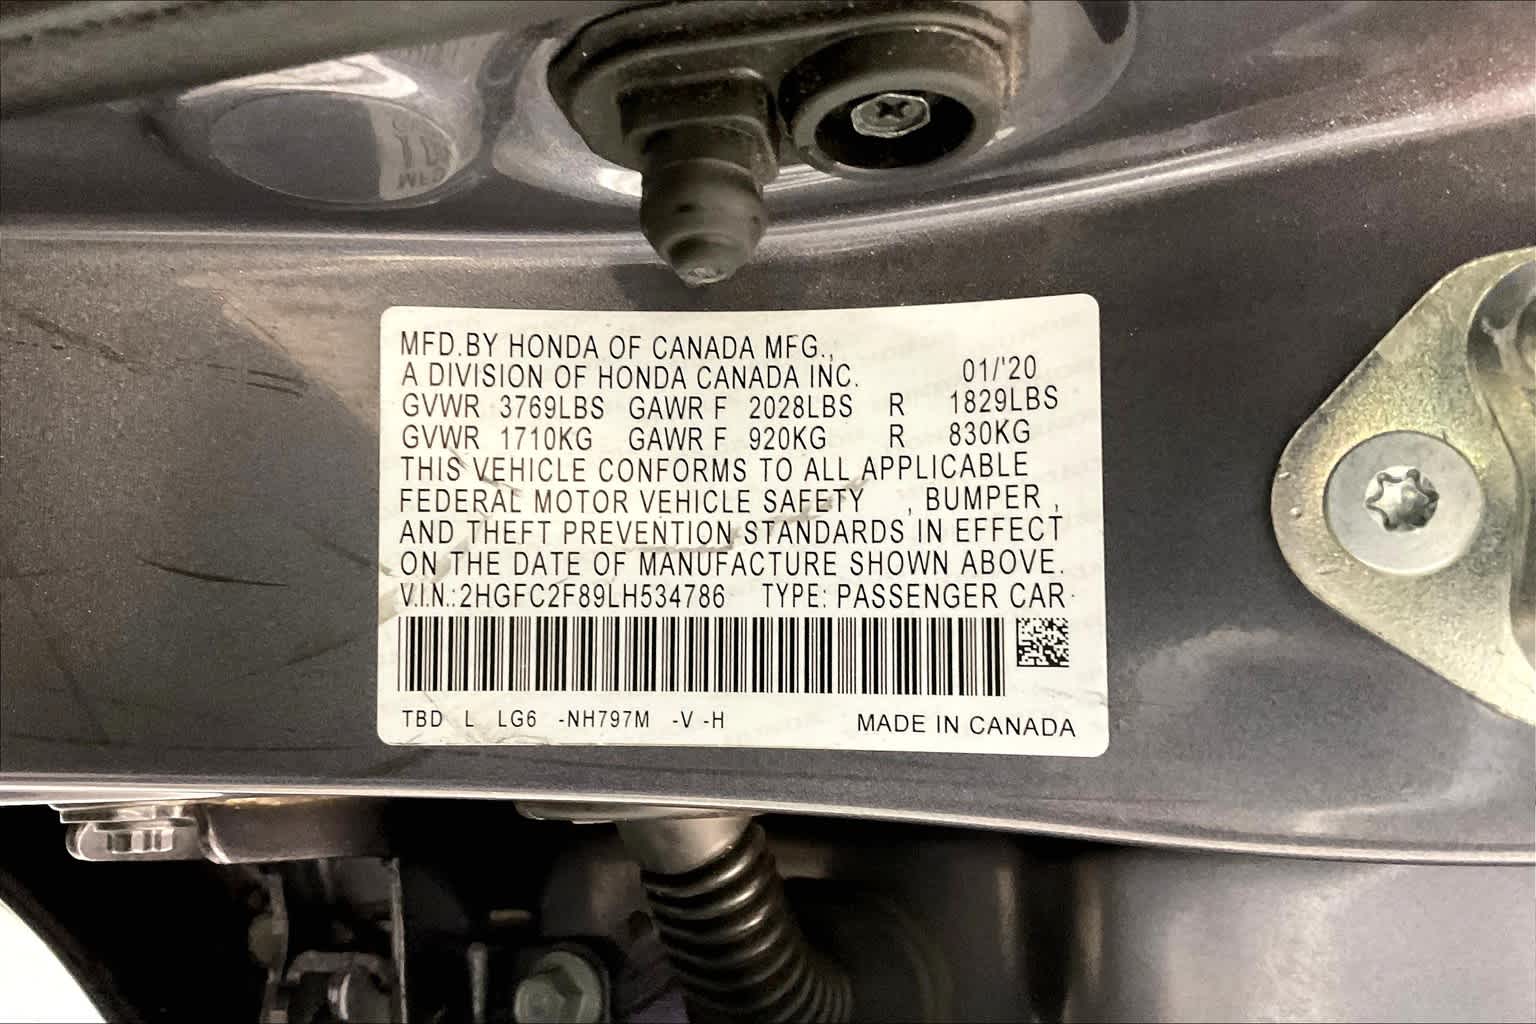 MFD.BY HONDA OF CANADA MFG.,
A DIVISION OF HONDA CANADA INC. 01/'20
GVWR 3769LBS GAWR F 2028LBS R 1829LBS
GVWR 1710KG GAWR F 920KG R 830KG
THIS VEHICLE CONFORMS TO ALL APPLICABLE
FEDERAL MOTOR VEHICLE SAFETY , BUMPER ,
AND THEFT PREVENTION STANDARDS IN EFFECT
ON THE DATE OF MANUFACTURE SHOWN ABOVE.
V.I.N.:2HGFC2F89LH534786 TYPE: PASSENGER CAR
TBD L LG6 -NH797M -V -H MADE IN CANADA